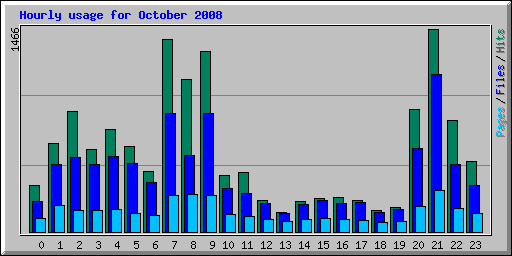 Hourly usage for October 2008
1466
Pages/Files/Hits
0 1 2 3 4 5 6 7 8 9 10 11 12 13 14 15 16 17 18 19 20 21 22 23